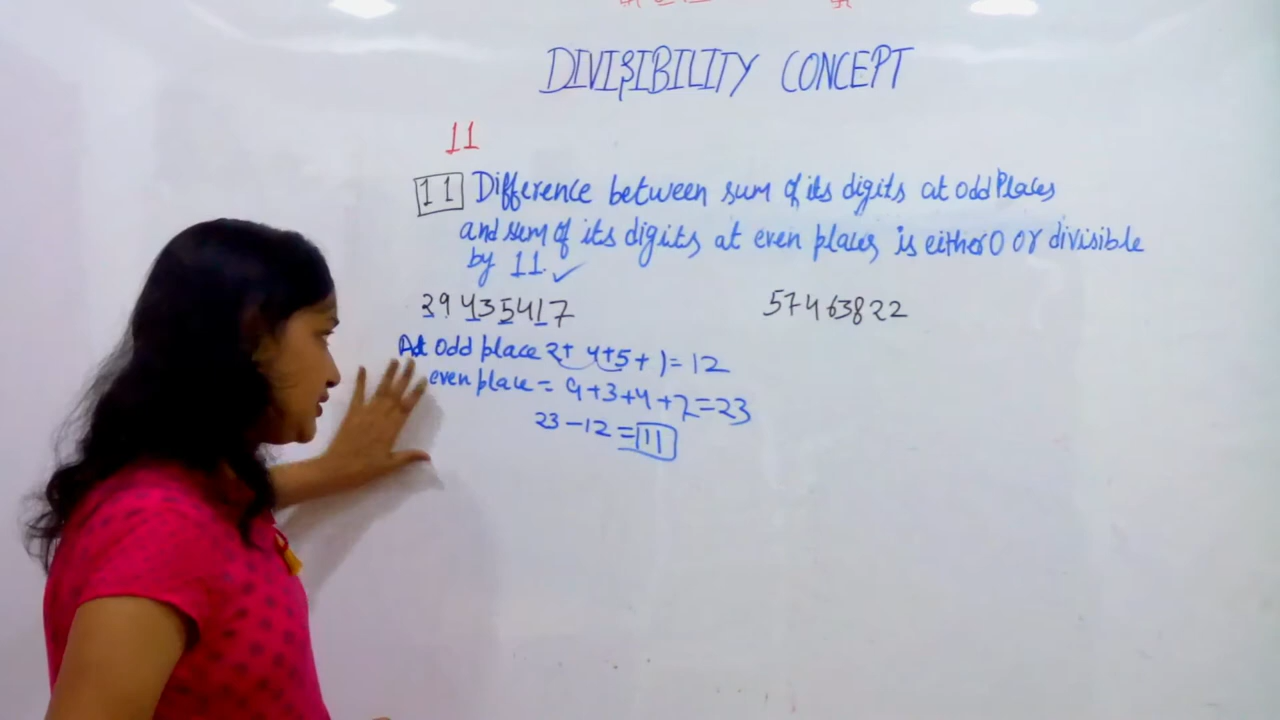 DIVISIBILITY CONCEPT
11
11 Difference between sum of its digits at odd Places
and sum of its digits at even places is either 0 or divisible
by 11. ✓
29435417
57463822
At odd place 2+ 4+5+1=12
even place = 9+3+4+7=23
23-12=11